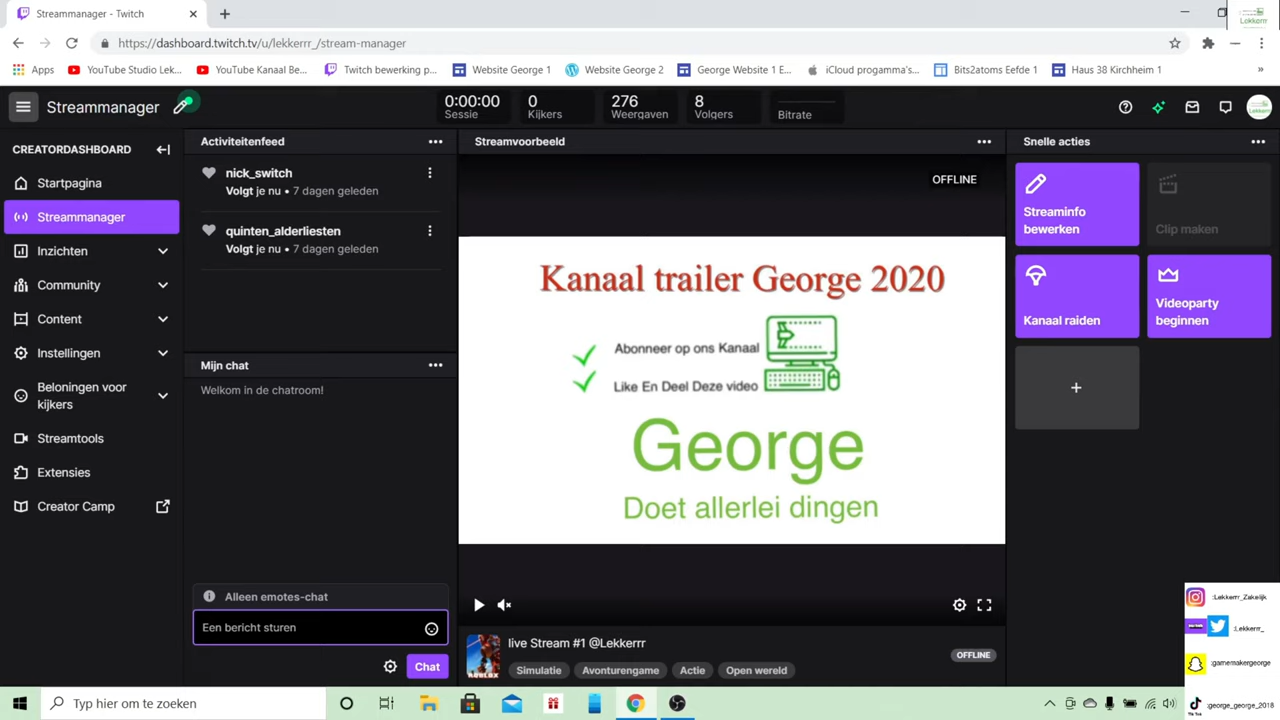 Streammanager - Twitch
https://dashboard.twitch.tv/u/lekkerrr_/stream-manager
Apps
YouTube Studio Lek...
YouTube Kanaal Be...
Twitch bewerking p...
Website George 1
Website George 2
George Website 1 E...
iCloud progamma's...
Bits2atoms Eefde 1
Haus 38 Kirchheim 1
»
Streammanager
0:00:00
Sessie
0
Kijkers
276
Weergaven
8
Volgers
Bitrate
CREATORDASHBOARD
Startpagina
Streammanager
Inzichten
Community
Content
Instellingen
Beloningen voor
kijkers
Streamtools
Extensies
Creator Camp
Activiteitenfeed
nick_switch
Volgt je nu • 7 dagen geleden
quinten_alderliesten
Volgt je nu • 7 dagen geleden
Mijn chat
Welkom in de chatroom!
Alleen emotes-chat
Een bericht sturen
Chat
Streamvoorbeeld
OFFLINE
Kanaal trailer George 2020
Abonneer op ons Kanaal
Like En Deel Deze video
George
Doet allerlei dingen
live Stream #1 @Lekkerrr
OFFLINE
Simulatie
Avonturengame
Actie
Open wereld
Snelle acties
Streaminfo
bewerken
Clip maken
Kanaal raiden
Videoparty
beginnen
+
:Lekkerr_Zakelijk
:Lekkerr_
:gamemakergeorge
:george_george_2018
Typ hier om te zoeken